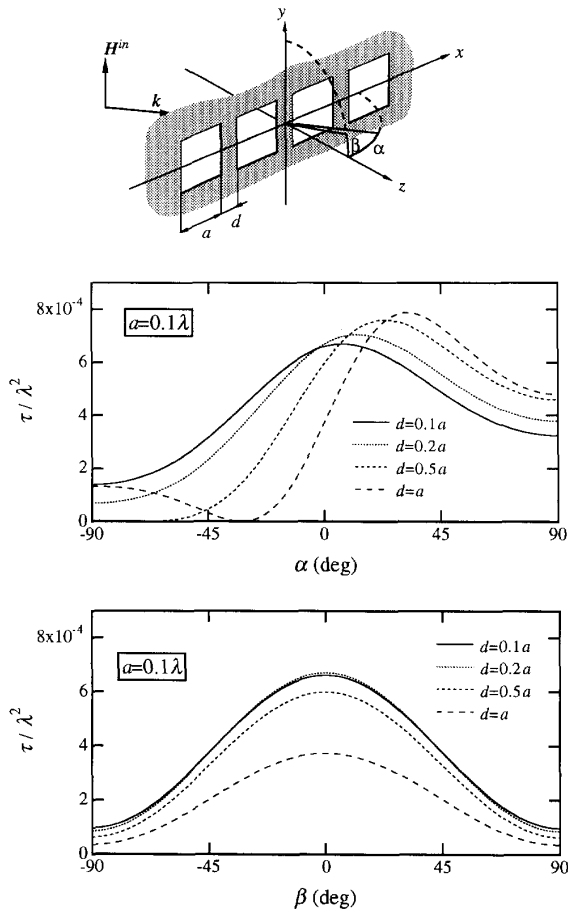 y
x
H^in
k
β
α
z
a
d
8x10^-4
a=0.1λ
6
τ / λ^2
4
d=0.1a
d=0.2a
2
d=0.5a
d=a
0
-90
-45
0
45
90
α (deg)
8x10^-4
a=0.1λ
d=0.1a
d=0.2a
6
d=0.5a
τ / λ^2
d=a
4
2
0
-90
-45
0
45
90
β (deg)